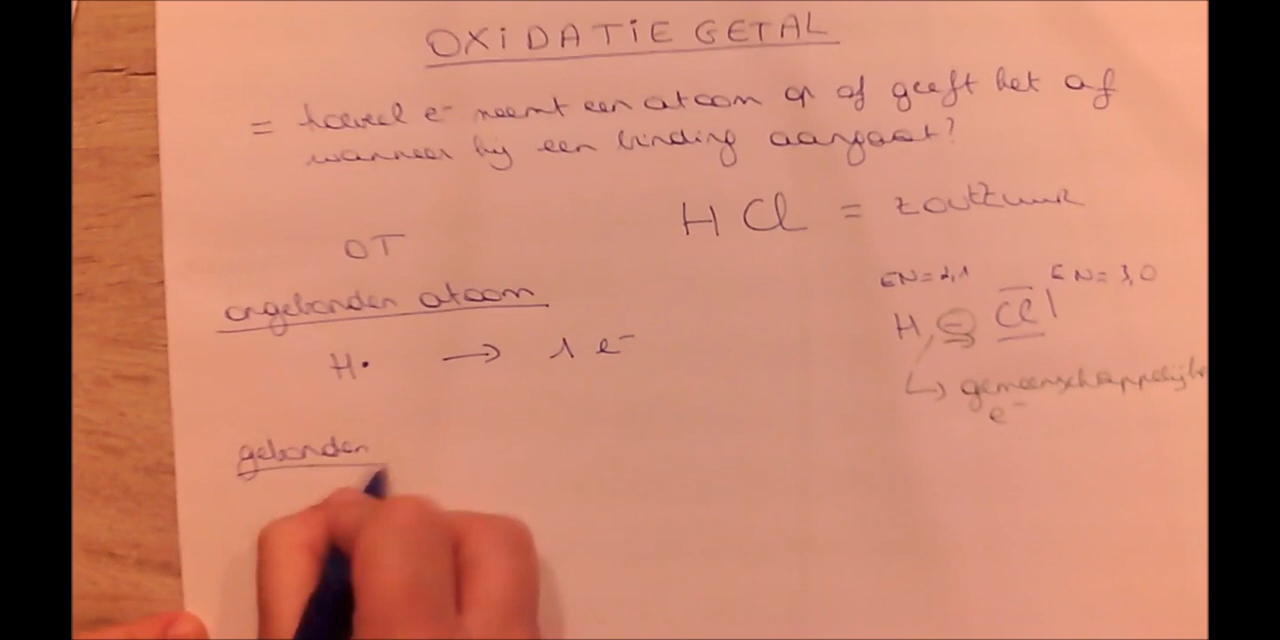 OXIDATIE GETAL
= hoeveel e⁻ neemt een atoom op of geeft het af
wanneer hij een binding aangaat?
HCl = zoutzuur
OT
ongebonden atoom
H• → 1 e⁻
EN=2,1 EN=3,0
H Cl
↳ gemeenschappelijke
e⁻
gebonden